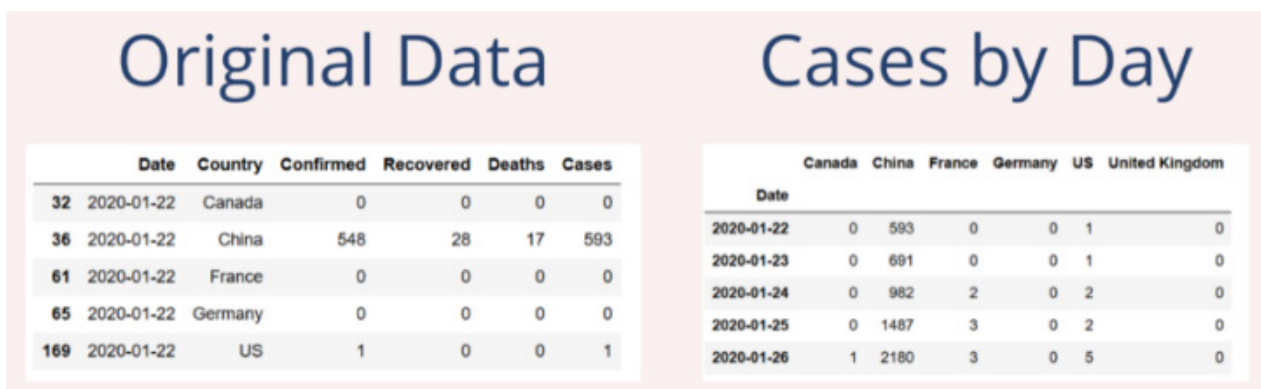 Original Data
Date Country Confirmed Recovered Deaths Cases
32 2020-01-22 Canada 0 0 0 0
36 2020-01-22 China 548 28 17 593
61 2020-01-22 France 0 0 0 0
65 2020-01-22 Germany 0 0 0 0
169 2020-01-22 US 1 0 0 1
Cases by Day
Canada China France Germany US United Kingdom
Date
2020-01-22 0 593 0 0 1 0
2020-01-23 0 691 0 0 1 0
2020-01-24 0 982 2 0 2 0
2020-01-25 0 1487 3 0 2 0
2020-01-26 1 2180 3 0 5 0